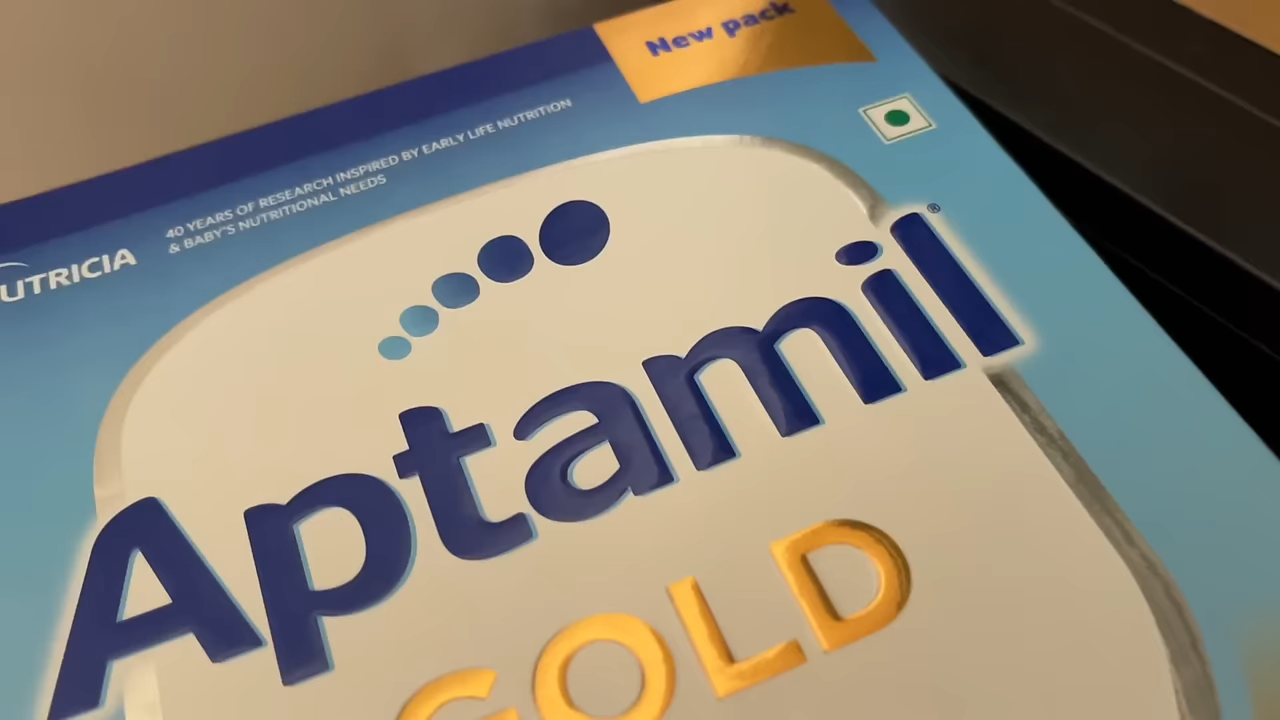 New pack
40 YEARS OF RESEARCH INSPIRED BY EARLY LIFE NUTRITION
& BABY'S NUTRITIONAL NEEDS
UTRICIA
Aptamil®
GOLD